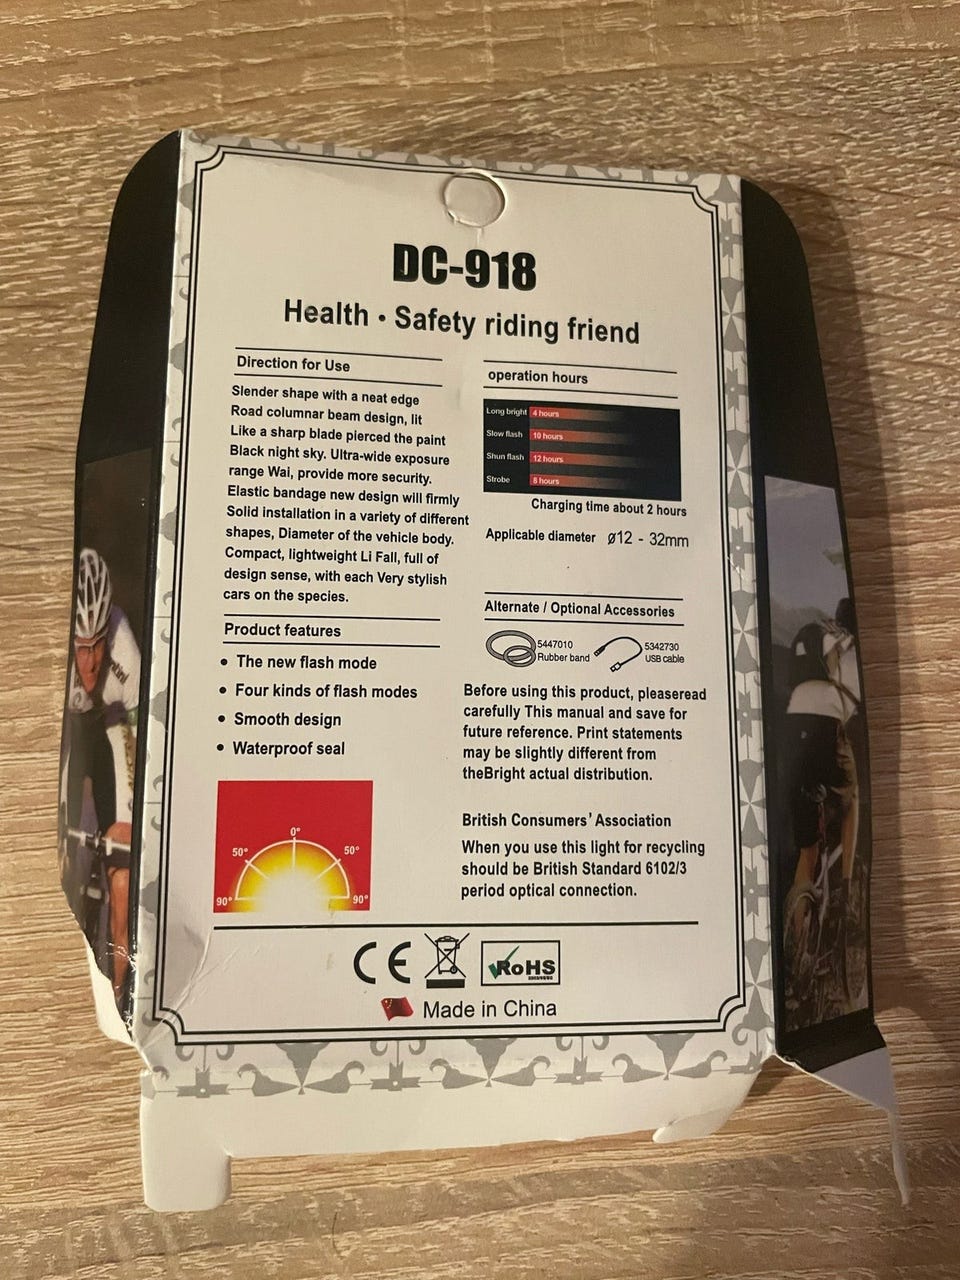 DC-918
Health · Safety riding friend
Direction for Use
Slender shape with a neat edge
Road columnar beam design, lit
Like a sharp blade pierced the paint
Black night sky. Ultra-wide exposure
range Wai, provide more security.
Elastic bandage new design will firmly
Solid installation in a variety of different
shapes, Diameter of the vehicle body.
Compact, lightweight Li Fall, full of
design sense, with each Very stylish
cars on the species.
Product features
• The new flash mode
• Four kinds of flash modes
• Smooth design
• Waterproof seal
0°
50° 50°
90° 90°
operation hours
Long bright 4 hours
Slow flash 10 hours
Shun flash 12 hours
Strobe 8 hours
Charging time about 2 hours
Applicable diameter ø12 - 32mm
Alternate / Optional Accessories
5447010
Rubber band
5342730
USB cable
Before using this product, pleaseread
carefully This manual and save for
future reference. Print statements
may be slightly different from
theBright actual distribution.
British Consumers' Association
When you use this light for recycling
should be British Standard 6102/3
period optical connection.
CE RoHS
Made in China